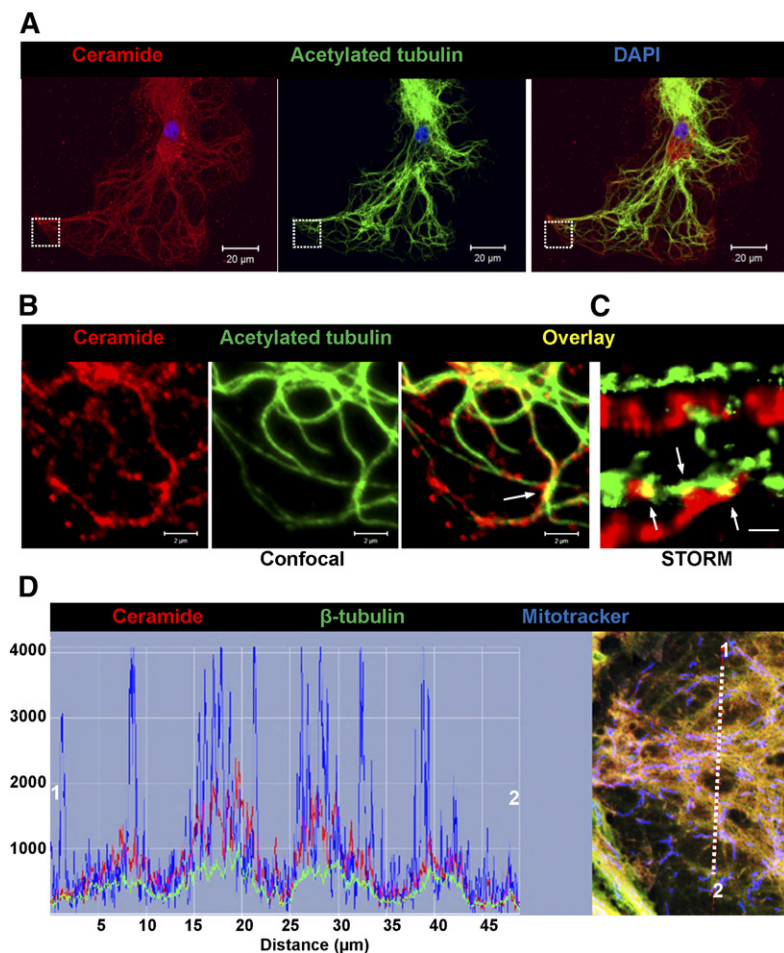 A
Ceramide Acetylated tubulin DAPI
20 µm 20 µm 20 µm
B C
Ceramide Acetylated tubulin Overlay
2 µm 2 µm 2 µm
Confocal STORM
D
Ceramide β-tubulin Mitotracker
4000
3000
2000
1000
1 2
1
2
5 10 15 20 25 30 35 40 45
Distance (µm)